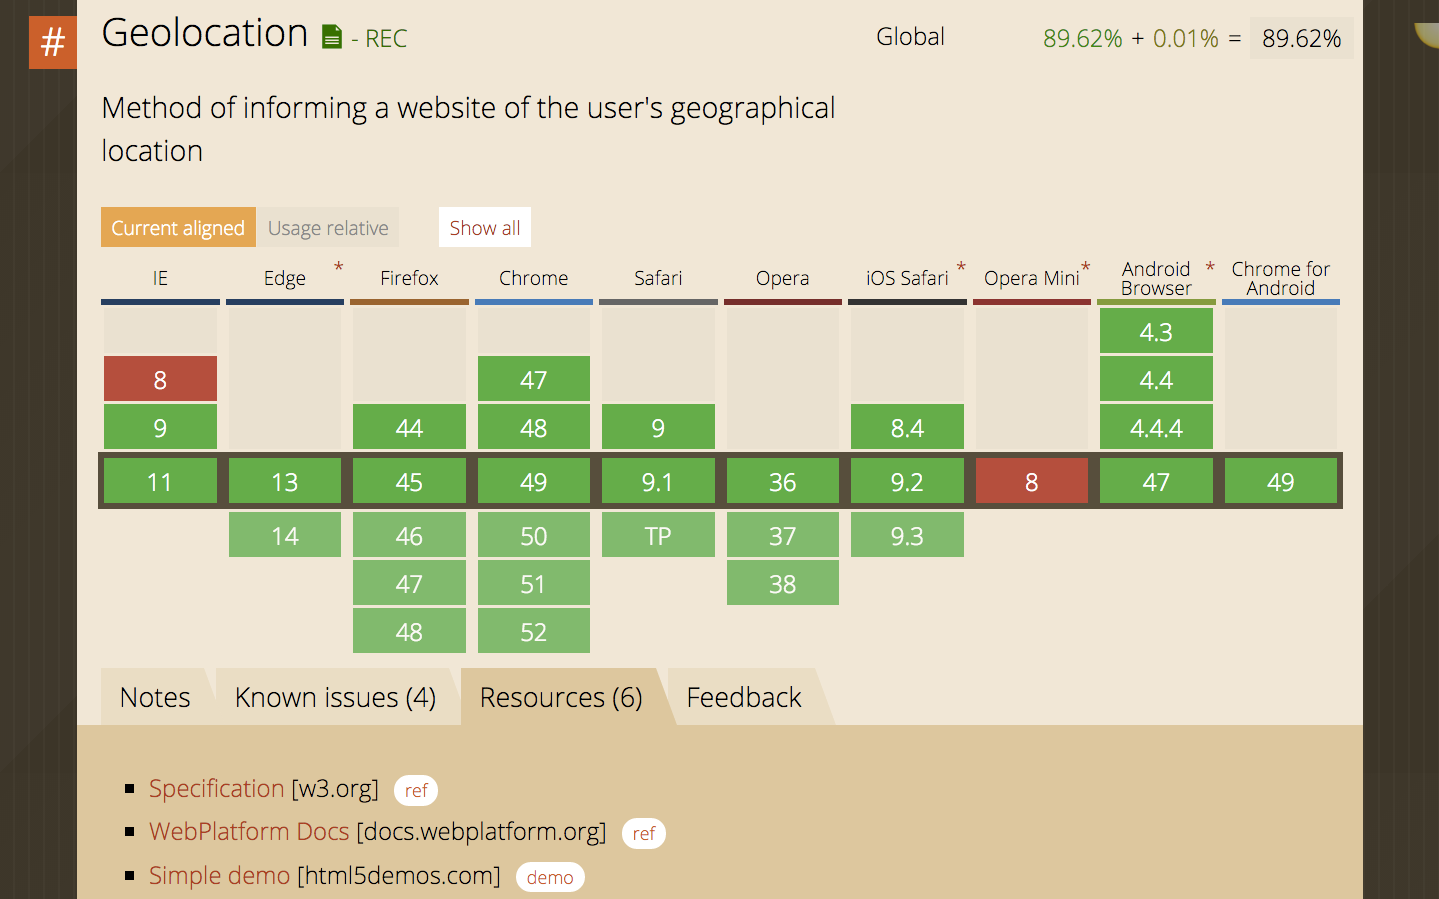 #
Geolocation - REC
Global 89.62% + 0.01% = 89.62%
Method of informing a website of the user's geographical
location
Current aligned Usage relative Show all
IE Edge * Firefox Chrome Safari Opera iOS Safari * Opera Mini * Android Browser * Chrome for Android
4.3
8 47 4.4
9 44 48 9 8.4 4.4.4
11 13 45 49 9.1 36 9.2 8 47 49
14 46 50 TP 37 9.3
47 51 38
48 52
Notes Known issues (4) Resources (6) Feedback
Specification [w3.org] ref
WebPlatform Docs [docs.webplatform.org] ref
Simple demo [html5demos.com] demo